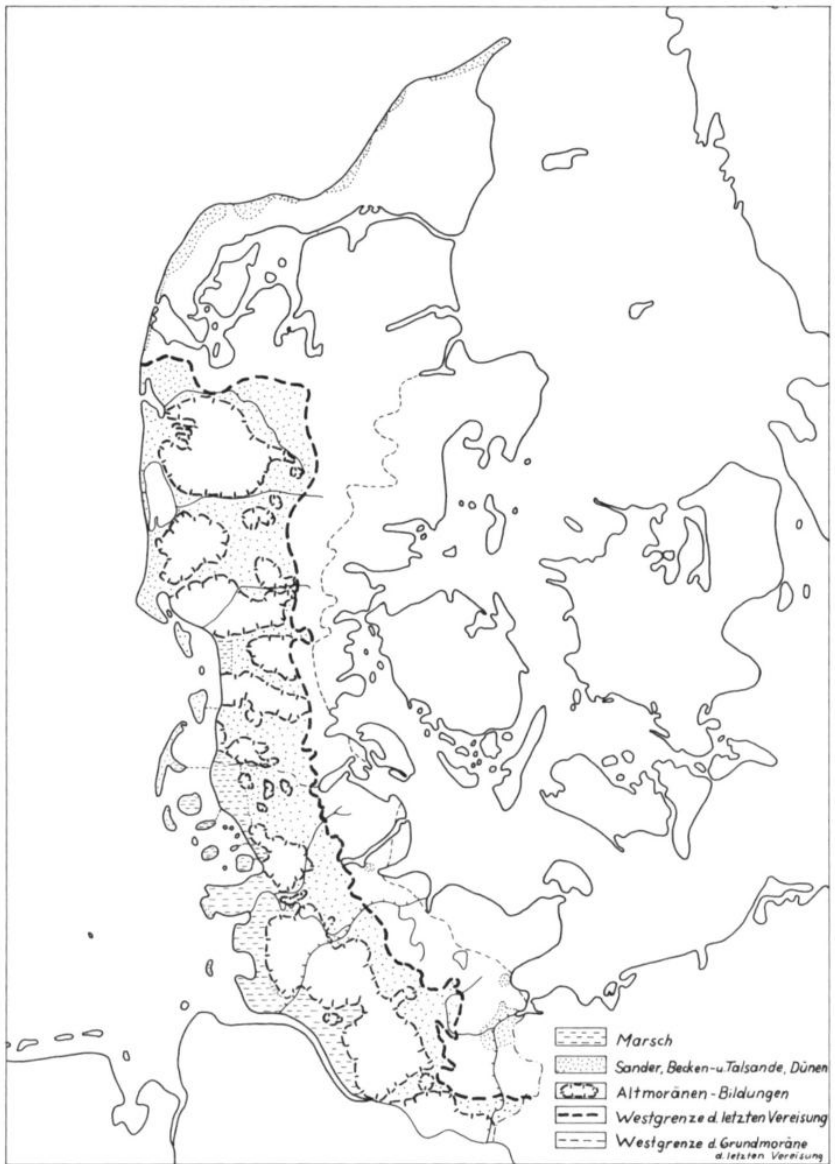 Marsch
Sander, Becken-u.Talsande, Dünen
Altmoränen-Bildungen
Westgrenze d. letzten Vereisung
Westgrenze d. Grundmoräne
d. letzten Vereisung